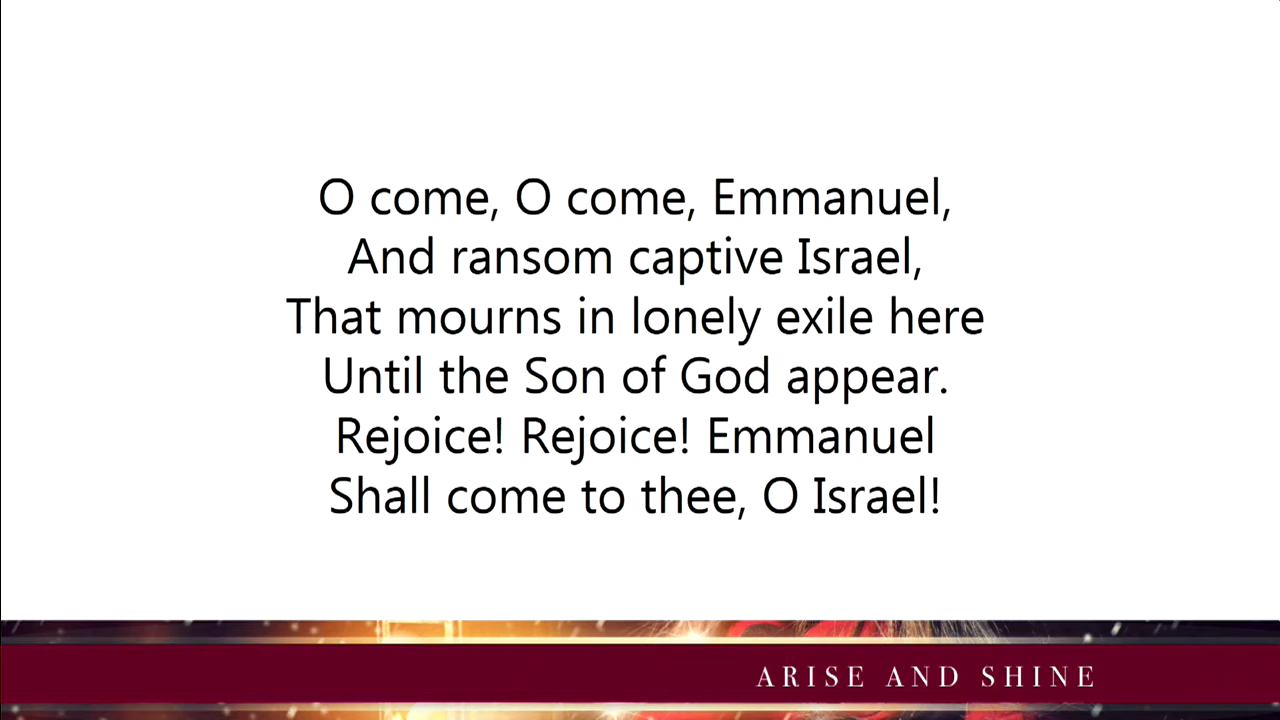 O come, O come, Emmanuel,
And ransom captive Israel,
That mourns in lonely exile here
Until the Son of God appear.
Rejoice! Rejoice! Emmanuel
Shall come to thee, O Israel!
ARISE AND SHINE